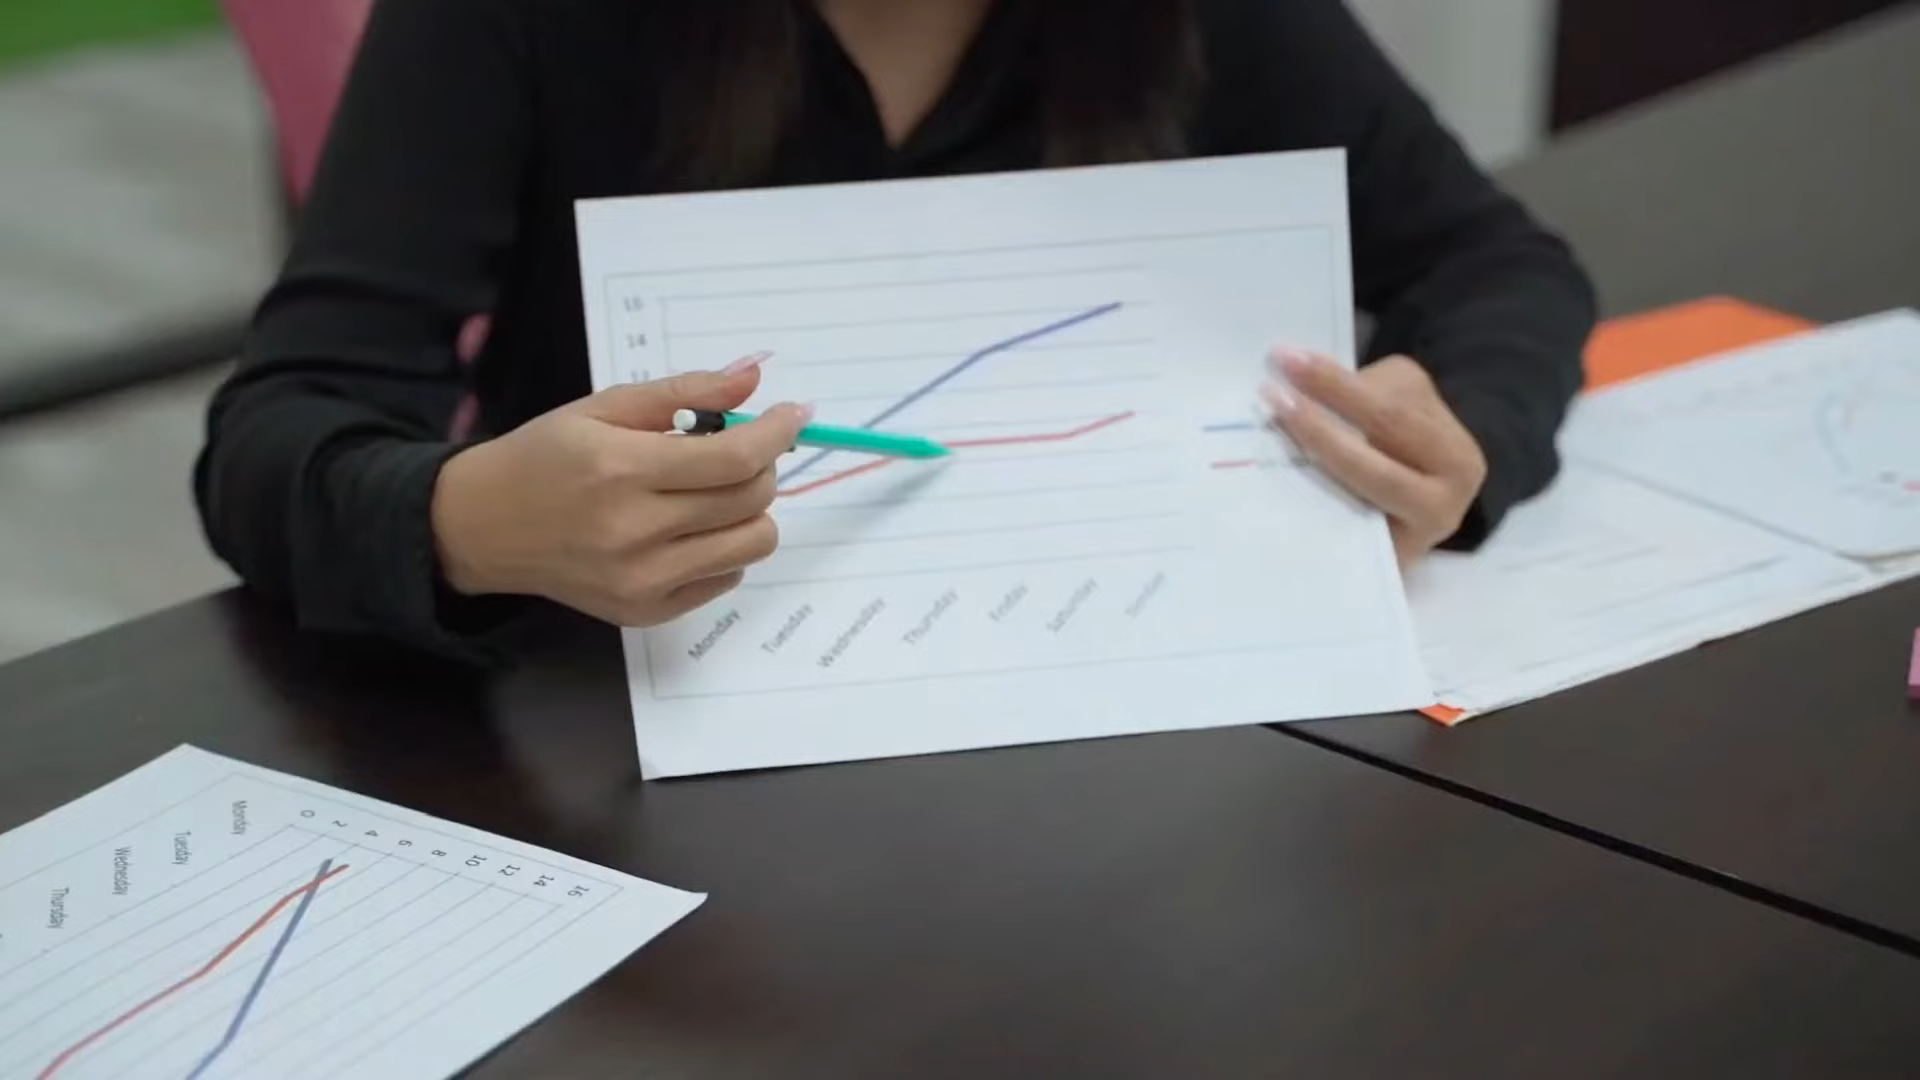 16
14
Monday
Tuesday
Wednesday
Thursday
Friday
Saturday
Sunday
0
2
4
6
8
10
12
14
16
Monday
Tuesday
Wednesday
Thursday